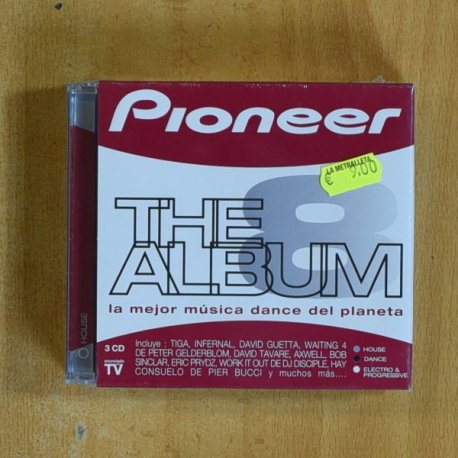 Pioneer
LA METRALLETA
€ 9,00
8
THE
ALBUM
la mejor música dance del planeta
3 CD
anunciado
TV
Incluye : TIGA, INFERNAL, DAVID GUETTA, WAITING 4
DE PETER GELDERBLOM, DAVID TAVARE, AXWELL, BOB
SINCLAR, ERIC PRYDZ, WORK IT OUT DE DJ DISCIPLE, HAY
CONSUELO DE PIER BUCCI y muchos más....
HOUSE
DANCE
ELECTRO &
PROGRESSIVE
HOUSE